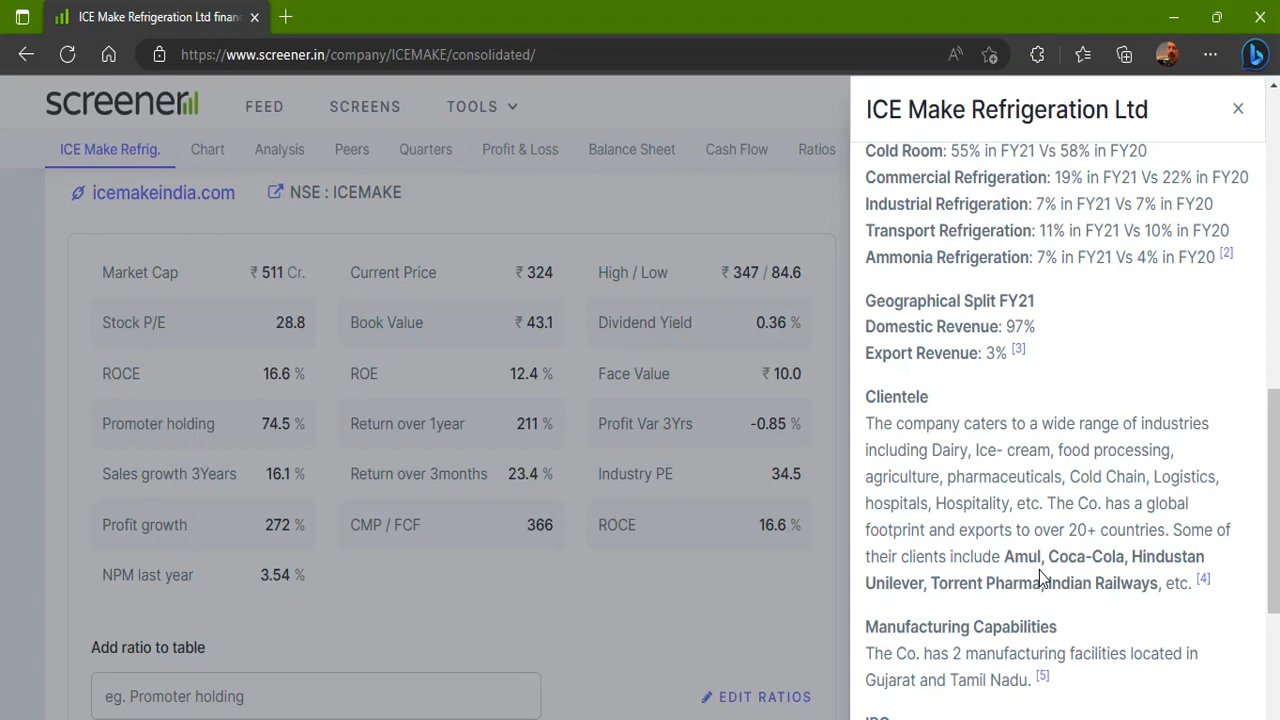 ICE Make Refrigeration Ltd finan
https://www.screener.in/company/ICEMAKE/consolidated/
screener
FEED
SCREENS
TOOLS
ICE Make Refrig.
Chart
Analysis
Peers
Quarters
Profit & Loss
Balance Sheet
Cash Flow
Ratios
icemakeindia.com
NSE : ICEMAKE
Market Cap ₹ 511 Cr.
Current Price ₹ 324
High / Low ₹ 347 / 84.6
Stock P/E 28.8
Book Value ₹ 43.1
Dividend Yield 0.36 %
ROCE 16.6 %
ROE 12.4 %
Face Value ₹ 10.0
Promoter holding 74.5 %
Return over 1year 211 %
Profit Var 3Yrs -0.85 %
Sales growth 3Years 16.1 %
Return over 3months 23.4 %
Industry PE 34.5
Profit growth 272 %
CMP / FCF 366
ROCE 16.6 %
NPM last year 3.54 %
Add ratio to table
eg. Promoter holding
EDIT RATIOS
ICE Make Refrigeration Ltd
Cold Room: 55% in FY21 Vs 58% in FY20
Commercial Refrigeration: 19% in FY21 Vs 22% in FY20
Industrial Refrigeration: 7% in FY21 Vs 7% in FY20
Transport Refrigeration: 11% in FY21 Vs 10% in FY20
Ammonia Refrigeration: 7% in FY21 Vs 4% in FY20 [2]
Geographical Split FY21
Domestic Revenue: 97%
Export Revenue: 3% [3]
Clientele
The company caters to a wide range of industries
including Dairy, Ice- cream, food processing,
agriculture, pharmaceuticals, Cold Chain, Logistics,
hospitals, Hospitality, etc. The Co. has a global
footprint and exports to over 20+ countries. Some of
their clients include Amul, Coca-Cola, Hindustan
Unilever, Torrent Pharma Indian Railways, etc. [4]
Manufacturing Capabilities
The Co. has 2 manufacturing facilities located in
Gujarat and Tamil Nadu. [5]